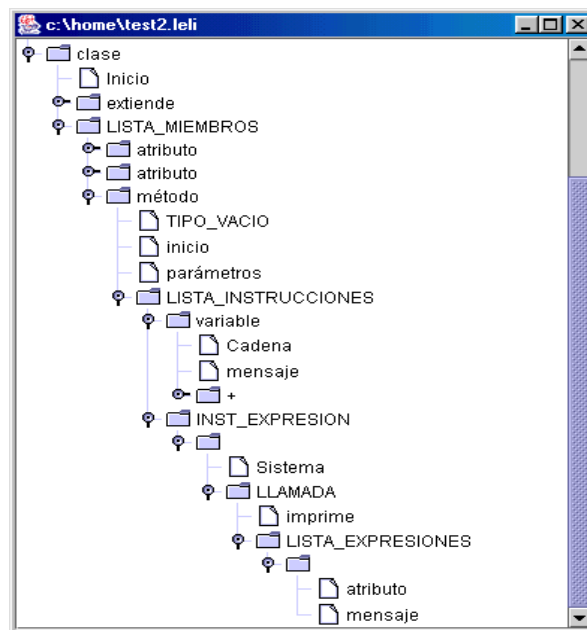 c:\home\test2.leli
clase
Inicio
extiende
LISTA_MIEMBROS
atributo
atributo
método
TIPO_VACIO
inicio
parámetros
LISTA_INSTRUCCIONES
variable
Cadena
mensaje
+
INST_EXPRESION
Sistema
LLAMADA
imprime
LISTA_EXPRESIONES
atributo
mensaje